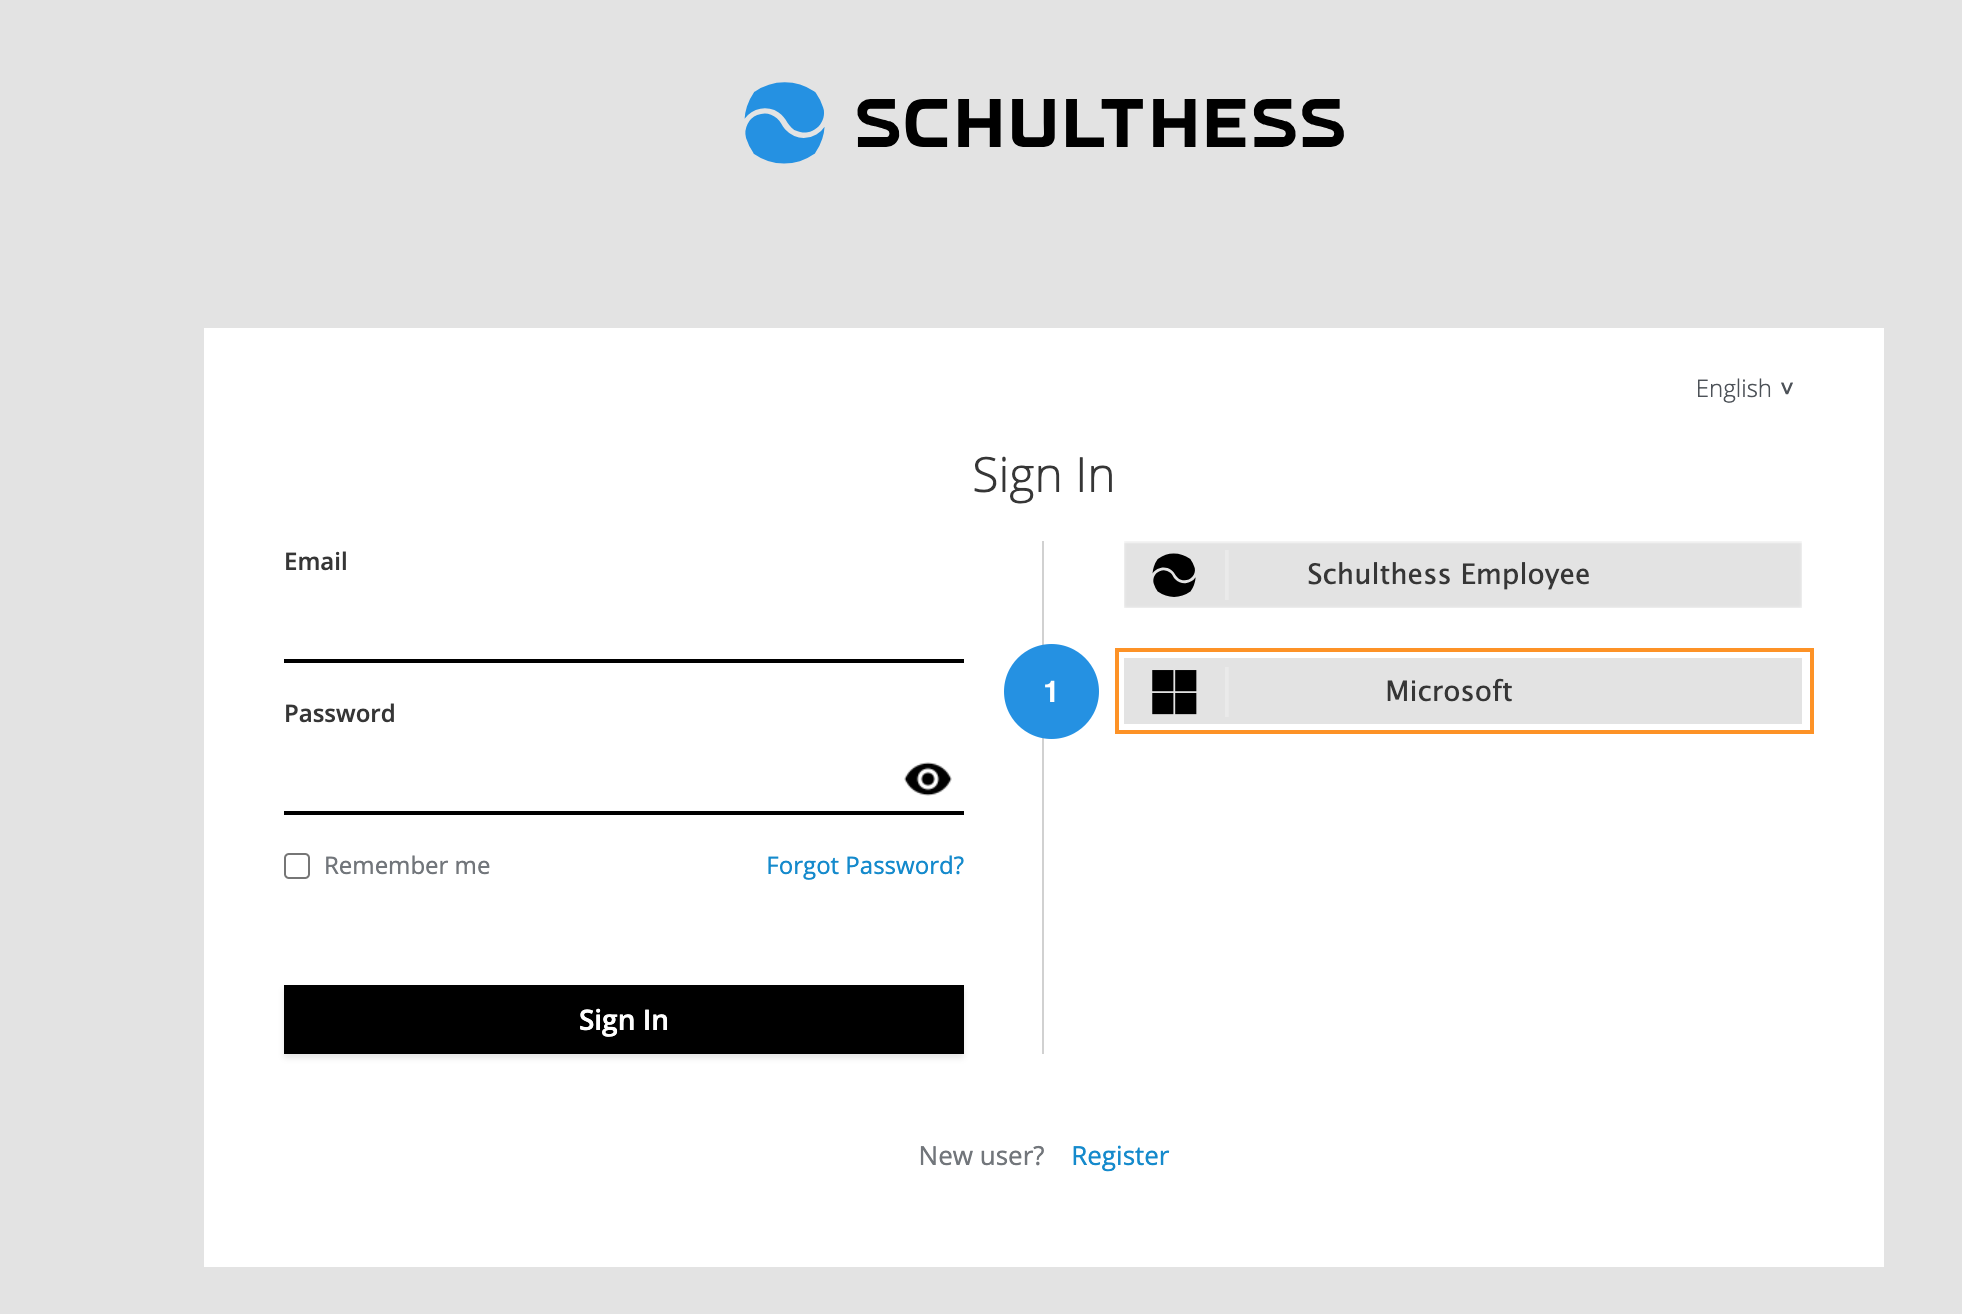 SCHULTHESS
English
Sign In
Email
Password
Remember me
Forgot Password?
Sign In
Schulthess Employee
1
Microsoft
New user? Register